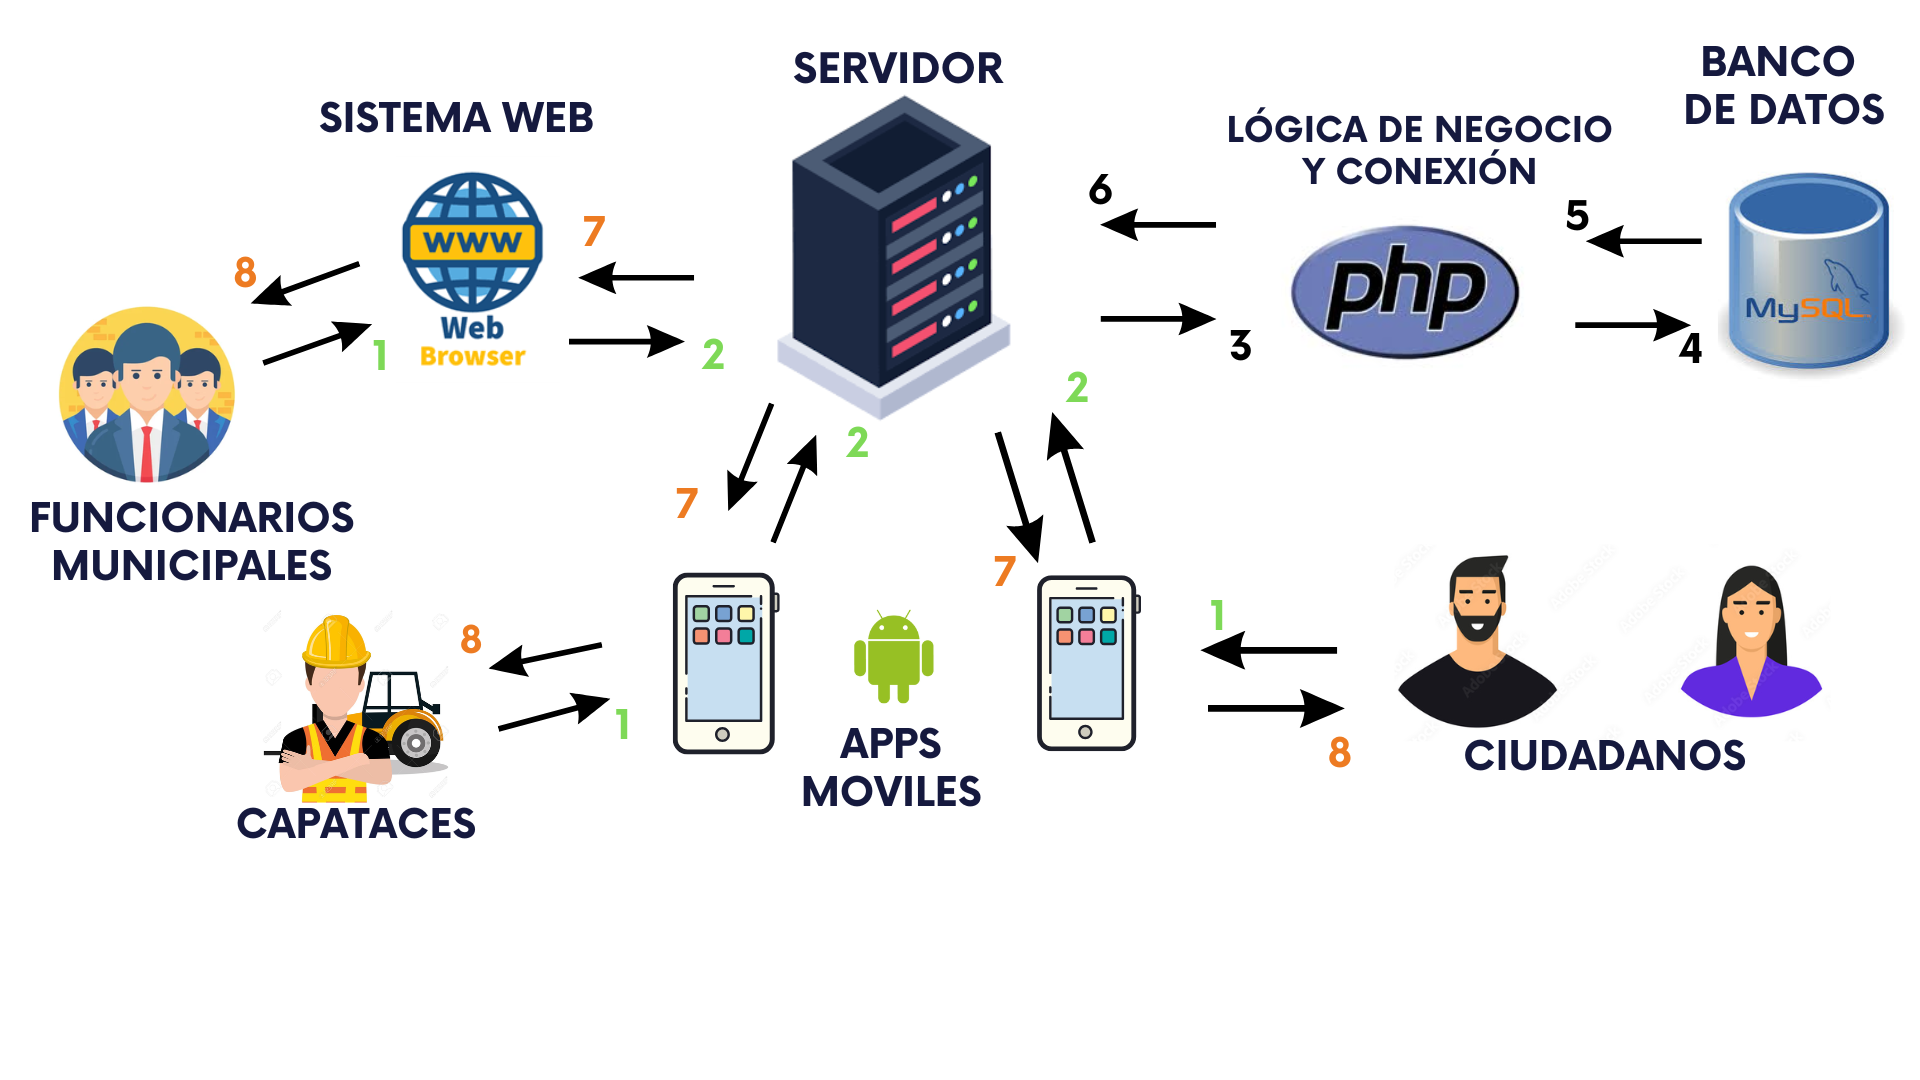 SERVIDOR
BANCO
DE DATOS
SISTEMA WEB
LÓGICA DE NEGOCIO
Y CONEXIÓN
6
5
7
8
WWW
php
MySQL
Web
Browser
1
2
3
4
2
2
7
7
FUNCIONARIOS
MUNICIPALES
8
1
1
8
APPS
MOVILES
CIUDADANOS
CAPATACES